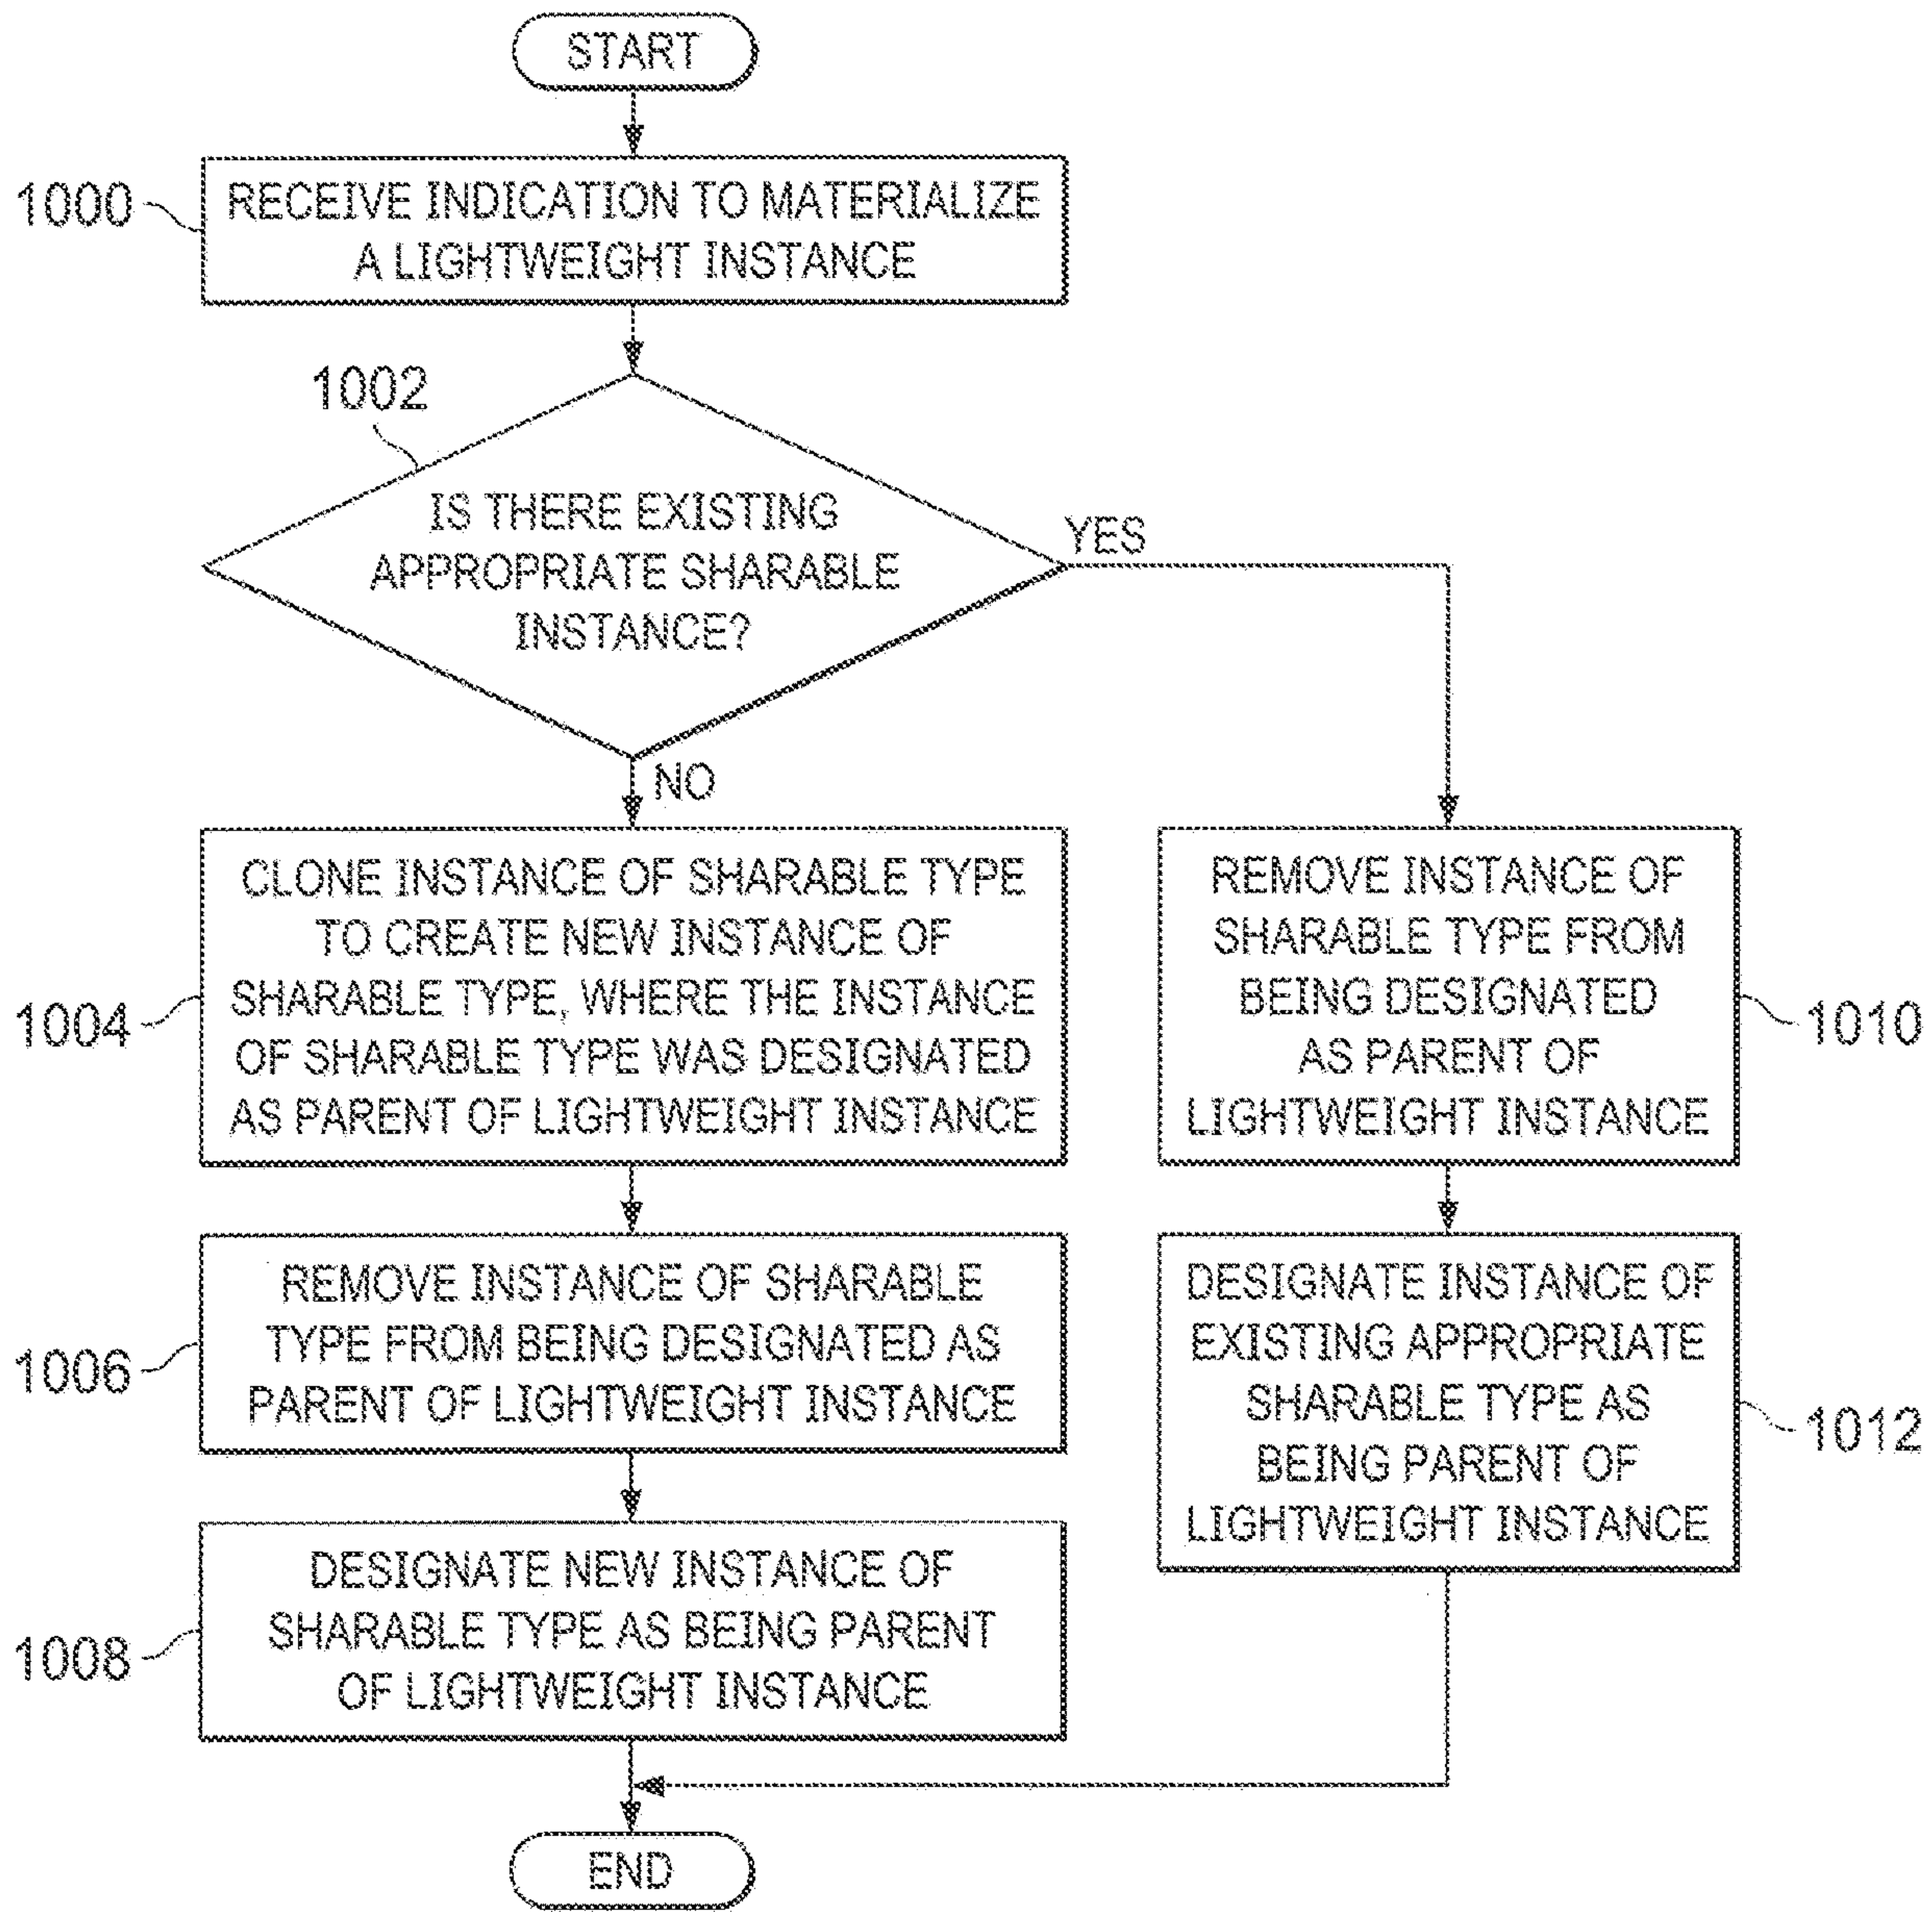 START
1000
RECEIVE INDICATION TO MATERIALIZE
A LIGHTWEIGHT INSTANCE
1002
IS THERE EXISTING
APPROPRIATE SHARABLE
INSTANCE?
YES
NO
1004
CLONE INSTANCE OF SHARABLE TYPE
TO CREATE NEW INSTANCE OF
SHARABLE TYPE, WHERE THE INSTANCE
OF SHARABLE TYPE WAS DESIGNATED
AS PARENT OF LIGHTWEIGHT INSTANCE
1006
REMOVE INSTANCE OF SHARABLE
TYPE FROM BEING DESIGNATED AS
PARENT OF LIGHTWEIGHT INSTANCE
1008
DESIGNATE NEW INSTANCE OF
SHARABLE TYPE AS BEING PARENT
OF LIGHTWEIGHT INSTANCE
REMOVE INSTANCE OF
SHARABLE TYPE FROM
BEING DESIGNATED
AS PARENT OF
LIGHTWEIGHT INSTANCE
1010
DESIGNATE INSTANCE OF
EXISTING APPROPRIATE
SHARABLE TYPE AS
BEING PARENT OF
LIGHTWEIGHT INSTANCE
1012
END